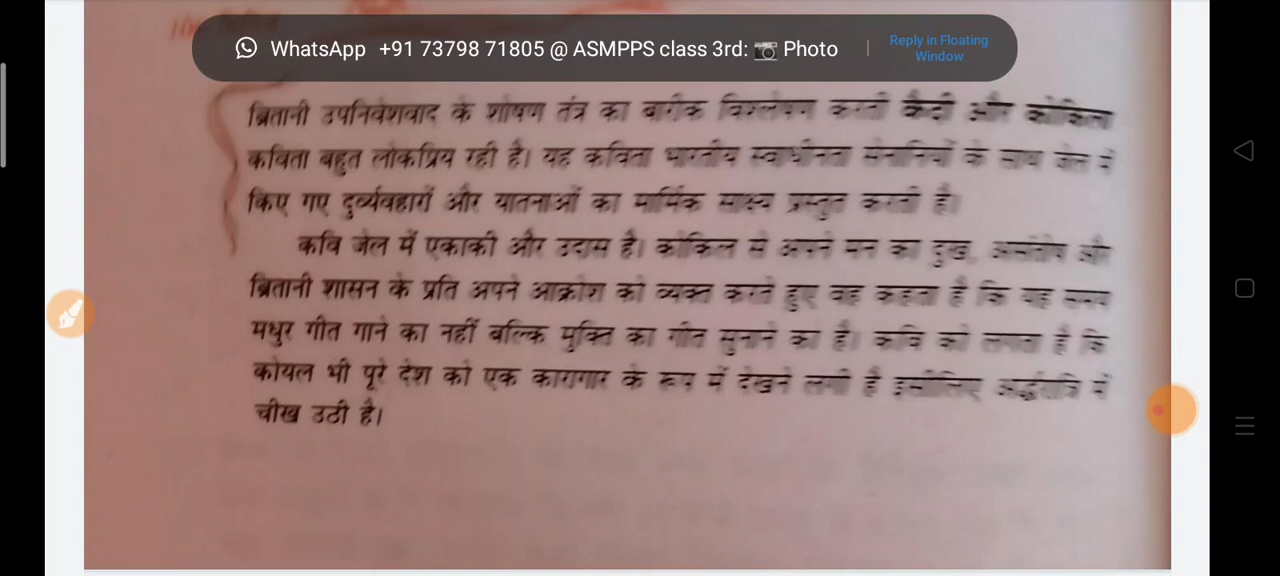 WhatsApp +91 73798 71805 @ ASMPPS class 3rd: 📷 Photo
Reply in Floating
Window
ब्रितानी उपनिवेशवाद के शोषण तंत्र का बारीक विश्लेषण करती कैदी और कोकिला
कविता बहुत लोकप्रिय रही है। यह कविता भारतीय स्वाधीनता सेनानियों के साथ जेल में
किए गए दुर्व्यवहारों और यातनाओं का मार्मिक साक्ष्य प्रस्तुत करती है।
कवि जेल में एकाकी और उदास है। कोकिल से अपने मन का दुख, असंतोष और
ब्रितानी शासन के प्रति अपने आक्रोश को व्यक्त करते हुए वह कहता है कि यह समय
मधुर गीत गाने का नहीं बल्कि मुक्ति का गीत सुनाने का है। कवि को लगता है कि
कोयल भी पूरे देश को एक कारागार के रूप में देखने लगी है इसीलिए अर्द्धरात्रि में
चीख उठी है।